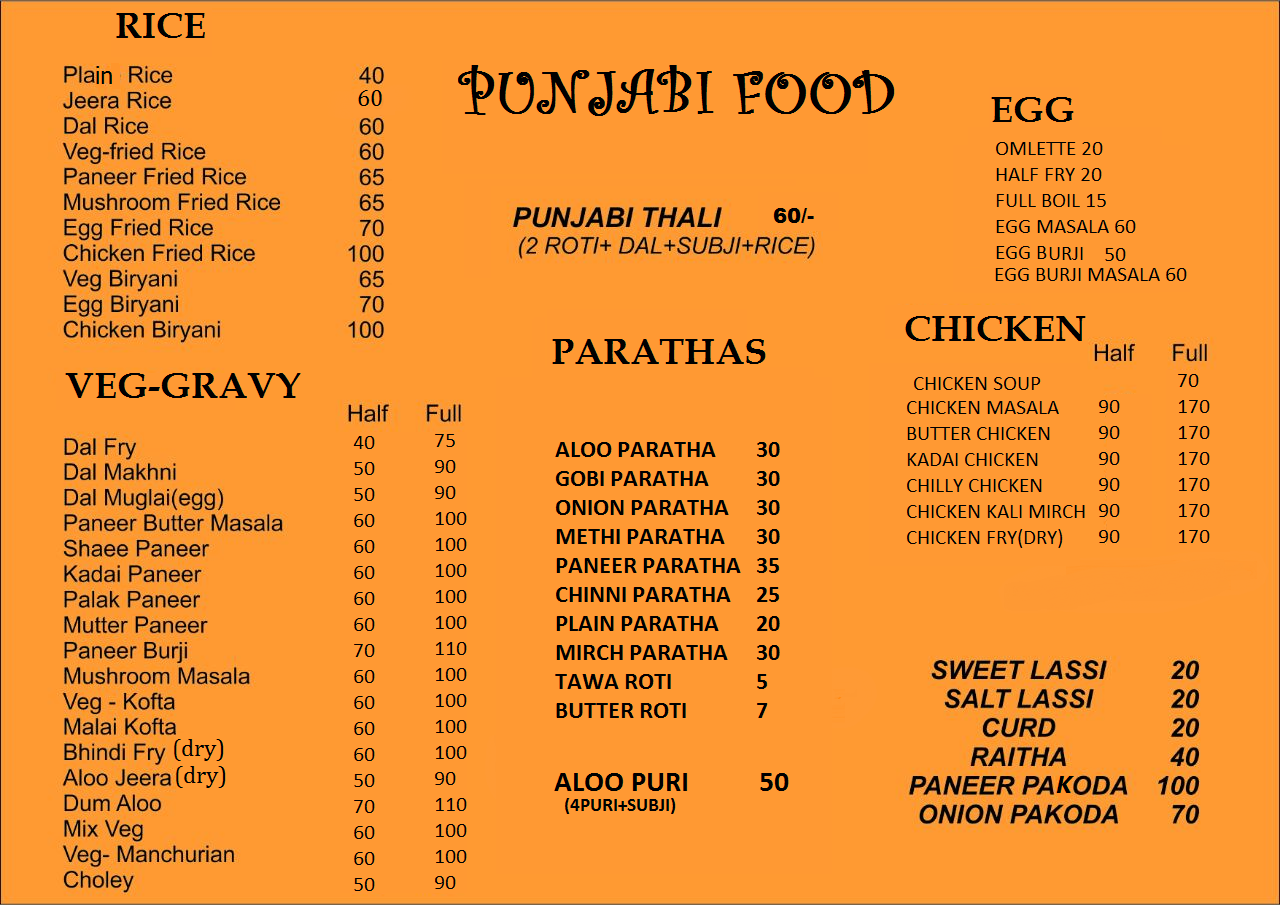 RICE
Plain Rice 40
Jeera Rice 60
Dal Rice 60
Veg-fried Rice 60
Paneer Fried Rice 65
Mushroom Fried Rice 65
Egg Fried Rice 70
Chicken Fried Rice 100
Veg Biryani 65
Egg Biryani 70
Chicken Biryani 100
VEG-GRAVY
Half Full
Dal Fry 40 75
Dal Makhni 50 90
Dal Muglai(egg) 50 90
Paneer Butter Masala 60 100
Shaee Paneer 60 100
Kadai Paneer 60 100
Palak Paneer 60 100
Mutter Paneer 60 100
Paneer Burji 70 110
Mushroom Masala 60 100
Veg - Kofta 60 100
Malai Kofta 60 100
Bhindi Fry (dry) 60 100
Aloo Jeera (dry) 50 90
Dum Aloo 70 110
Mix Veg 60 100
Veg- Manchurian 60 100
Choley 50 90
PUNJABI FOOD
PUNJABI THALI 60/-
(2 ROTI+ DAL+SUBJI+RICE)
PARATHAS
ALOO PARATHA 30
GOBI PARATHA 30
ONION PARATHA 30
METHI PARATHA 30
PANEER PARATHA 35
CHINNI PARATHA 25
PLAIN PARATHA 20
MIRCH PARATHA 30
TAWA ROTI 5
BUTTER ROTI 7
ALOO PURI 50
(4PURI+SUBJI)
EGG
OMLETTE 20
HALF FRY 20
FULL BOIL 15
EGG MASALA 60
EGG BURJI 50
EGG BURJI MASALA 60
CHICKEN
Half Full
CHICKEN SOUP 70
CHICKEN MASALA 90 170
BUTTER CHICKEN 90 170
KADAI CHICKEN 90 170
CHILLY CHICKEN 90 170
CHICKEN KALI MIRCH 90 170
CHICKEN FRY(DRY) 90 170
SWEET LASSI 20
SALT LASSI 20
CURD 20
RAITHA 40
PANEER PAKODA 100
ONION PAKODA 70